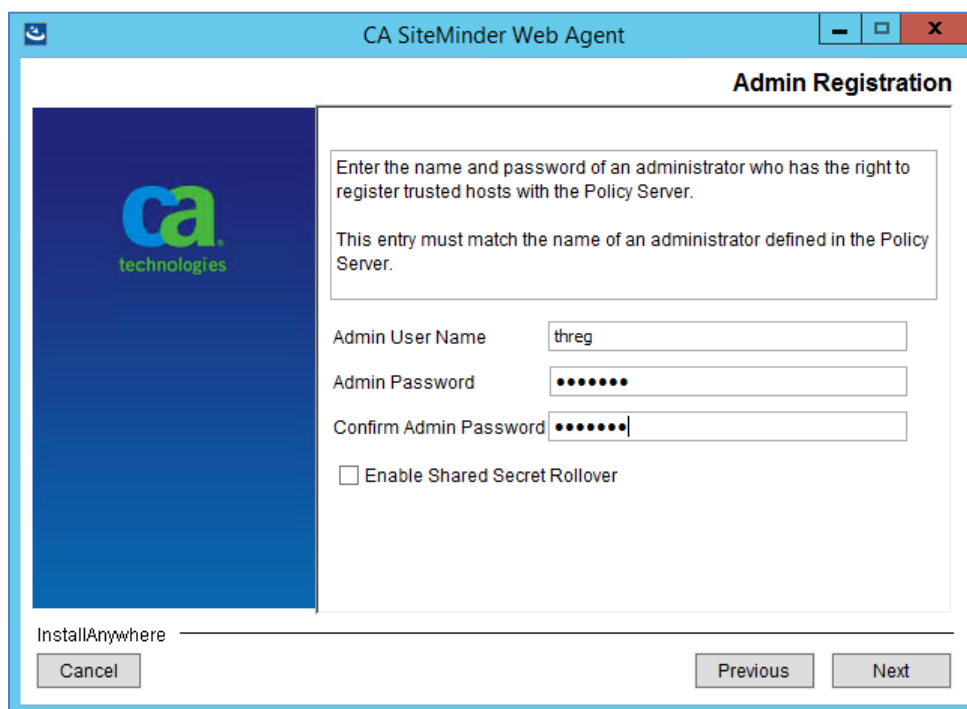 CA SiteMinder Web Agent
Admin Registration
ca
technologies
Enter the name and password of an administrator who has the right to
register trusted hosts with the Policy Server.
This entry must match the name of an administrator defined in the Policy
Server.
Admin User Name threg
Admin Password •••••••
Confirm Admin Password •••••••
Enable Shared Secret Rollover
InstallAnywhere
Cancel Previous Next